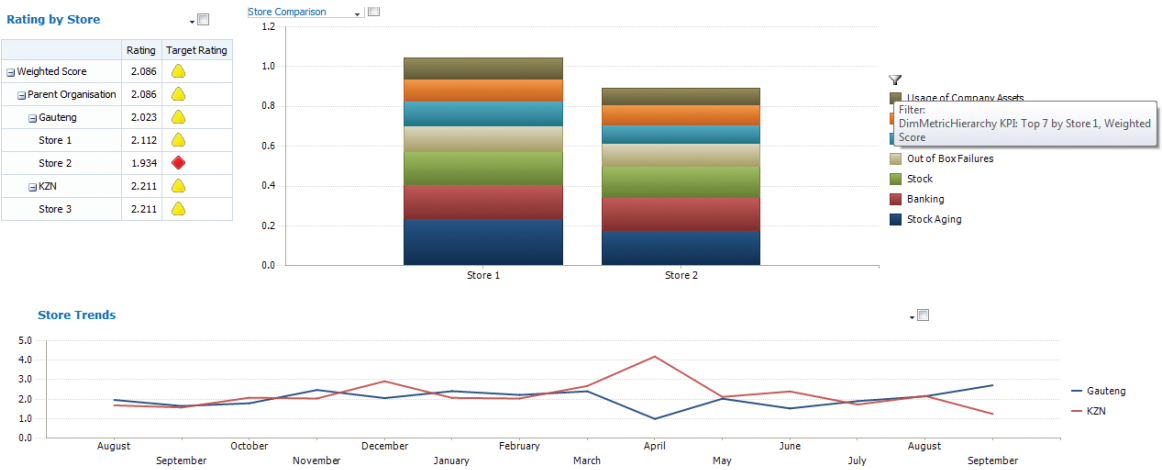 Rating by Store
Rating Target Rating
Weighted Score 2.086
Parent Organisation 2.086
Gauteng 2.023
Store 1 2.112
Store 2 1.934
KZN 2.211
Store 3 2.211
Store Comparison
1.2
1.0
0.8
0.6
0.4
0.2
0.0
Store 1 Store 2
Usage of Company Assets
Filter:
DimMetricHierarchy KPI: Top 7 by Store 1, Weighted
Score
Out of Box Failures
Stock
Banking
Stock Aging
Store Trends
5.0
4.0
3.0
2.0
1.0
0.0
August October December February April June August
September November January March May July September
Gauteng
KZN